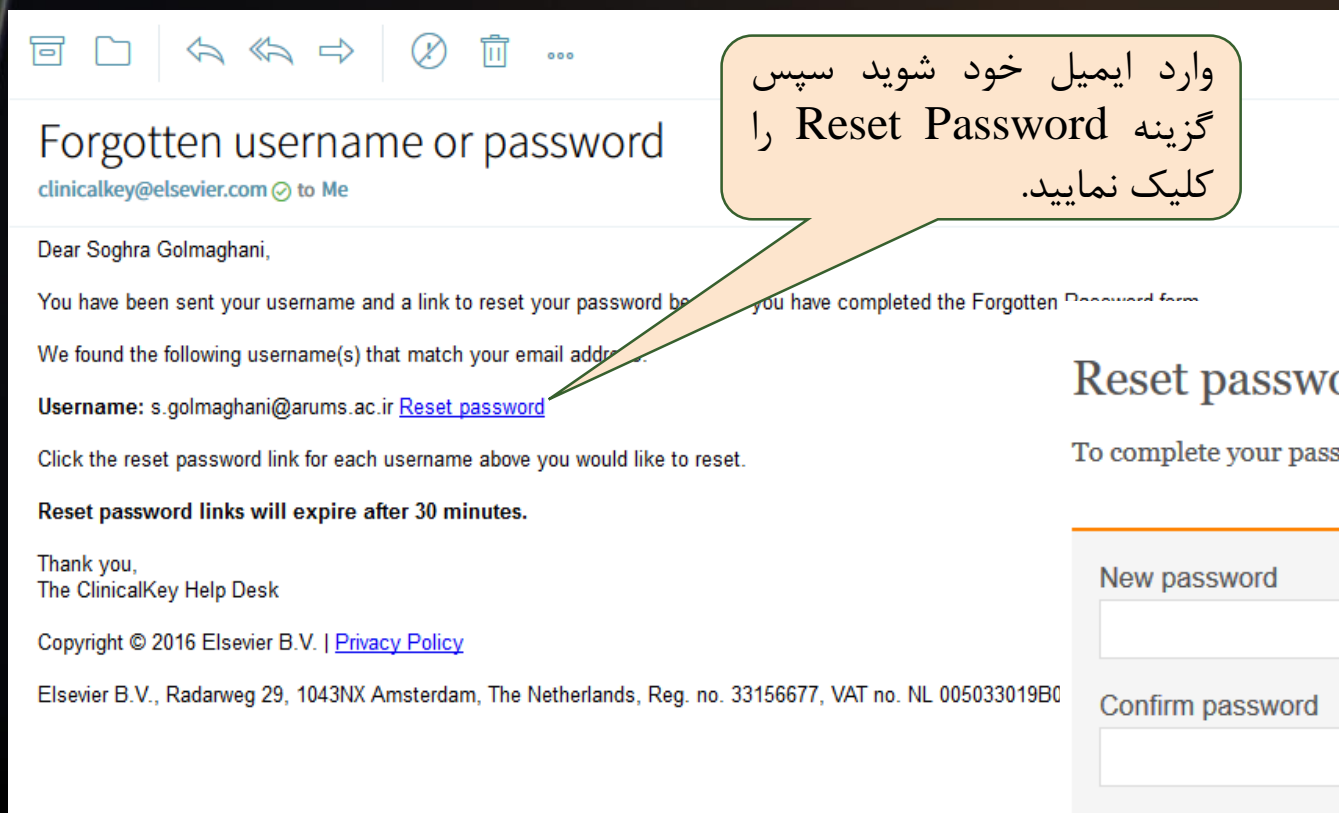 وارد ایمیل خود شوید سپس
گزینه Reset Password را
کلیک نمایید.
Forgotten username or password
clinicalkey@elsevier.com to Me
Dear Soghra Golmaghani,
You have been sent your username and a link to reset your password you have completed the Forgotten Password form
We found the following username(s) that match your email
Username: s.golmaghani@arums.ac.ir Reset password
Click the reset password link for each username above you would like to reset.
Reset password links will expire after 30 minutes.
Thank you,
The ClinicalKey Help Desk
Copyright © 2016 Elsevier B.V. | Privacy Policy
Elsevier B.V., Radarweg 29, 1043NX Amsterdam, The Netherlands, Reg. no. 33156677, VAT no. NL 005033019B0
Reset passwo
To complete your pass
New password
Confirm password